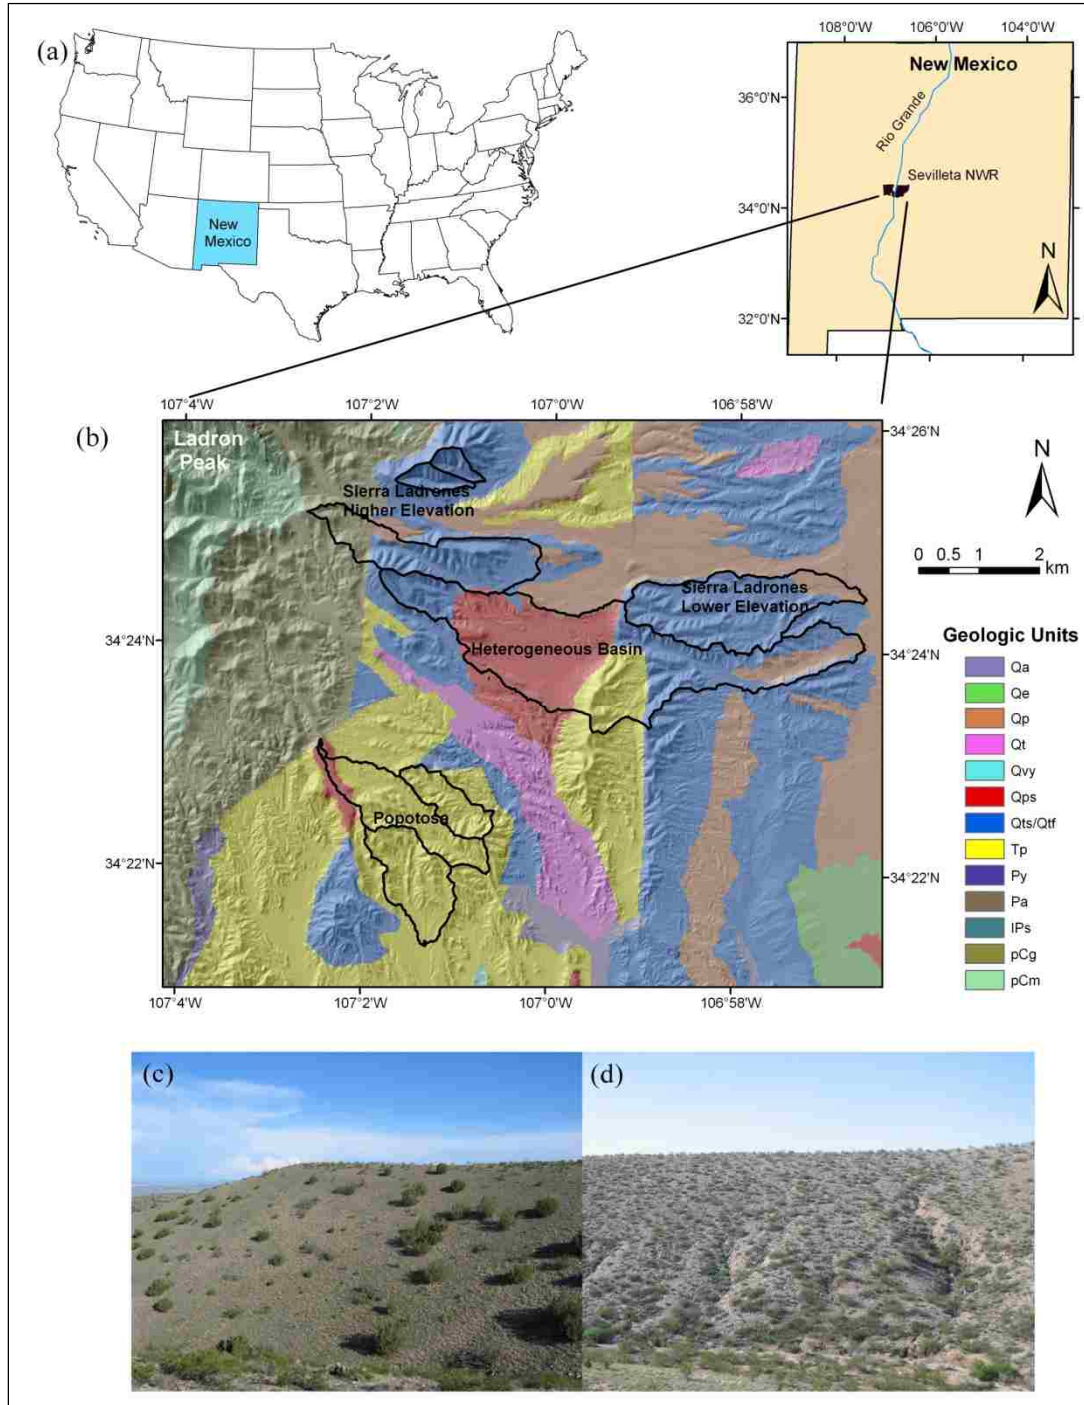 (a)
New
Mexico
108°0'W 106°0'W 104°0'W
New Mexico
36°0'N
Rio Grande
Sevilleta NWR
34°0'N
N
32°0'N
(b)
107°4'W 107°2'W 107°0'W 106°58'W
Ladron
Peak
34°26'N
N
Sierra Ladrones
Higher Elevation
0 0.5 1 2
km
Sierra Ladrones
Lower Elevation
34°24'N
Heterogeneous Basin
34°24'N
Popotosa
34°22'N
34°22'N
107°4'W 107°2'W 107°0'W 106°58'W
Geologic Units
Qa
Qe
Qp
Qt
Qvy
Qps
Qts/Qtf
Tp
Py
Pa
IPs
pCg
pCm
(c)
(d)